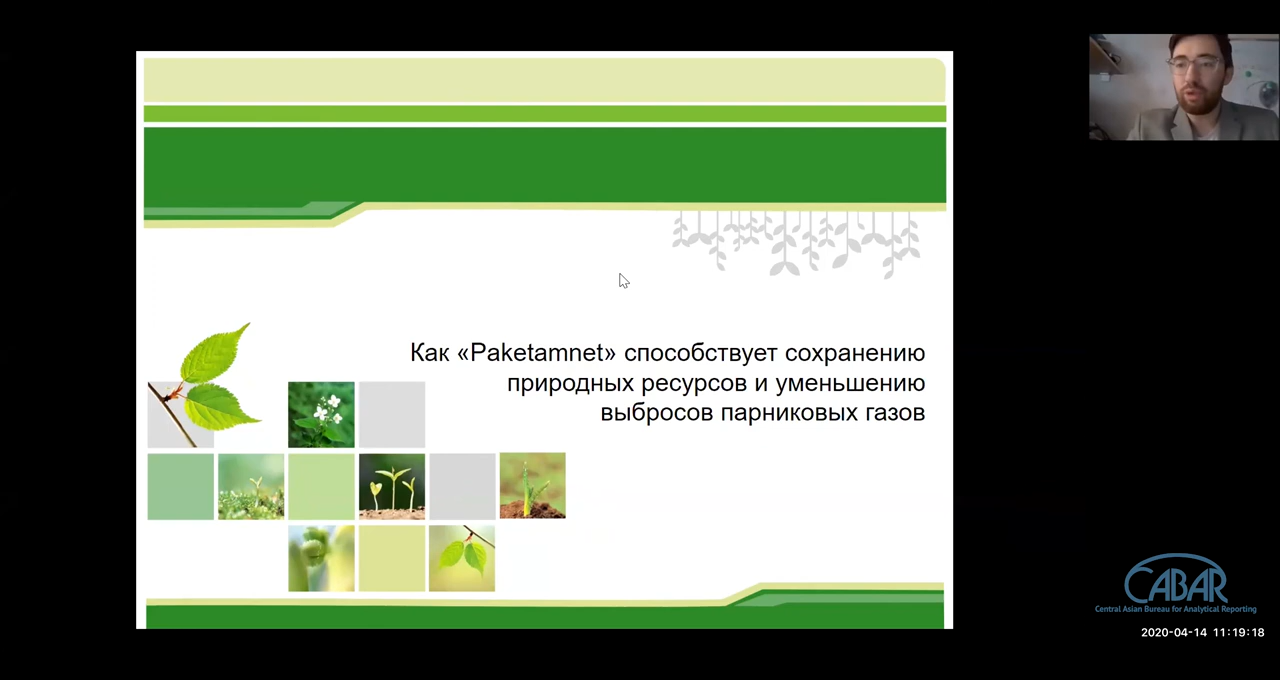 Как «Paketamnet» способствует сохранению
природных ресурсов и уменьшению
выбросов парниковых газов
CABAR
Central Asian Bureau for Analytical Reporting
2020-04-14 11:19:18